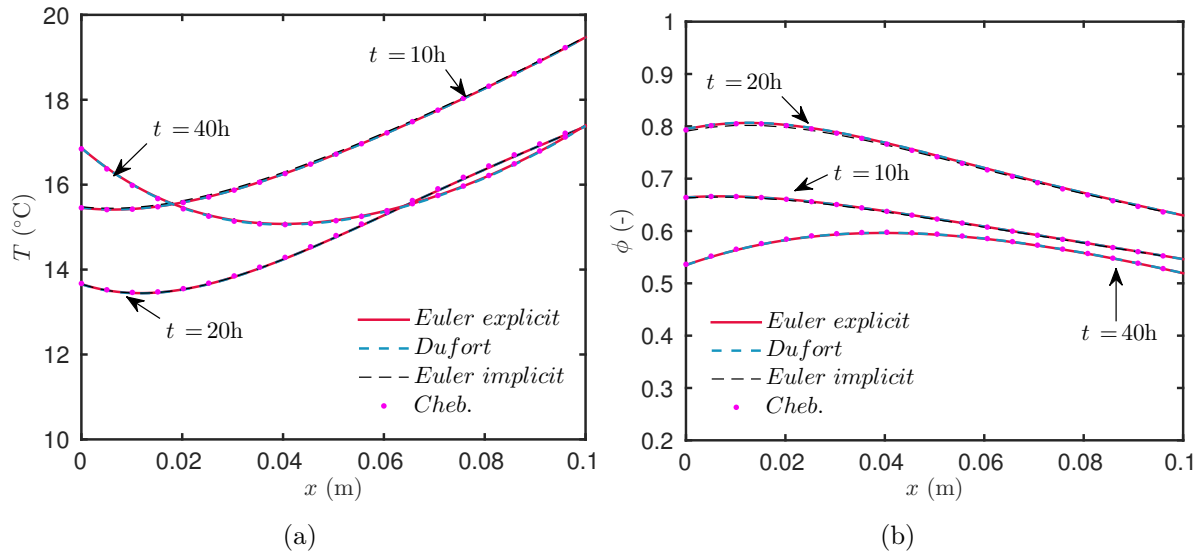 20
18
16
14
12
10
T (°C)
t = 10h
t = 40h
t = 20h
Euler explicit
Dufort
Euler implicit
Cheb.
0 0.02 0.04 0.06 0.08 0.1
x (m)
(a)
1
0.9
0.8
0.7
0.6
0.5
0.4
0.3
0.2
ϕ (-)
t = 20h
t = 10h
t = 40h
Euler explicit
Dufort
Euler implicit
Cheb.
0 0.02 0.04 0.06 0.08 0.1
x (m)
(b)